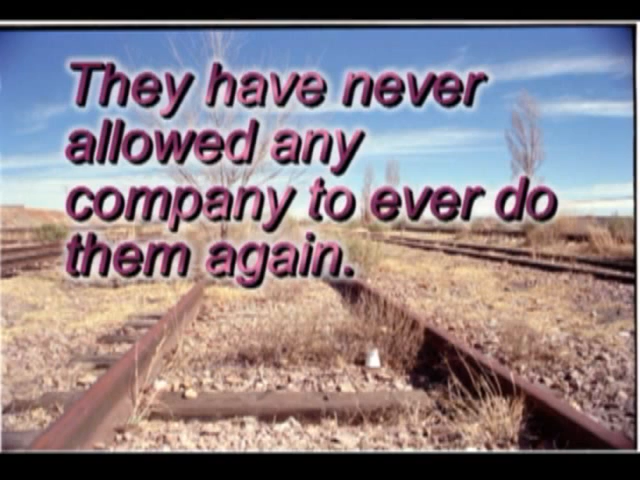 They have never
allowed any
company to ever do
them again.